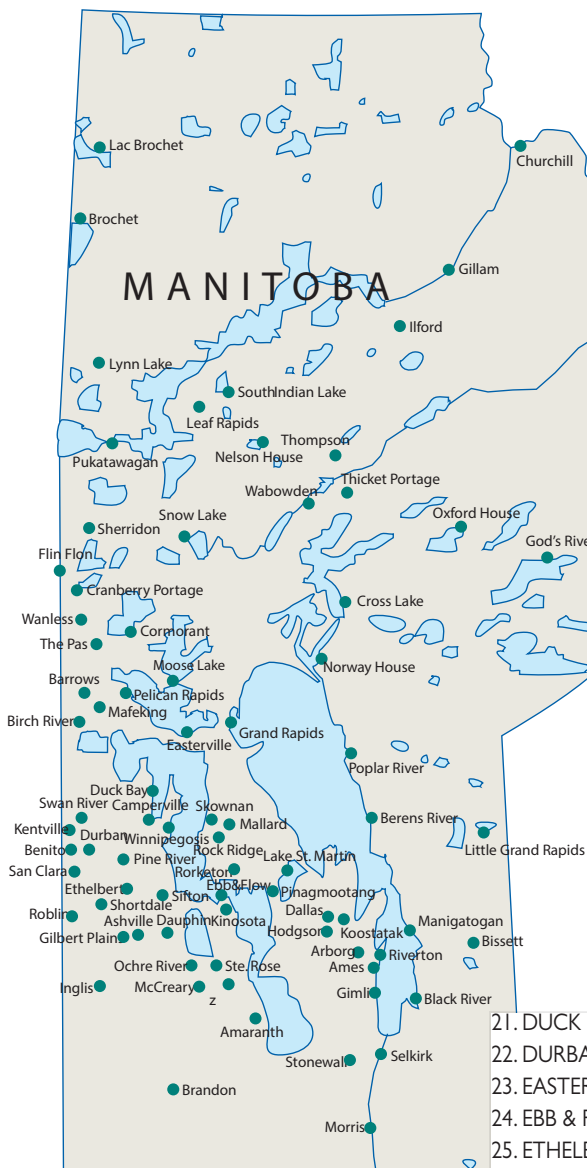 Lac Brochet
Churchill
Brochet
Gillam
MANITOBA
Ilford
Lynn Lake
SouthIndian Lake
Leaf Rapids
Thompson
Nelson House
Pukatawagan
Thicket Portage
Wabowden
Oxford House
Snow Lake
Sherridon
God's Rive
Flin Flon
Cranberry Portage
Cross Lake
Wanless
Cormorant
The Pas
Norway House
Moose Lake
Barrows
Pelican Rapids
Mafeking
Birch River
Grand Rapids
Easterville
Poplar River
Duck Bay
Swan River
Camperville
Skownan
Berens River
Mallard
Kentville
Durban
Winnipegosis
Little Grand Rapids
Benito
Rock Ridge
Pine River
Lake St. Martin
San Clara
Rorketon
Ethelbert
Ebb&Flow
Pinagmootang
Sifton
Shortdale
Roblin
Kinosota
Dallas
Ashville
Dauphin
Koostatak
Manigatogan
Gilbert Plains
Hodgson
Bissett
Arborg
Riverton
Ochre River
Ste. Rose
Ames
Inglis
McCreary
z
Gimli
Black River
Amaranth
21. DUCK
22. DURBA
Stonewall
Selkirk
23. EASTER
Brandon
24. EBB & F
Morris
25. ETHELE